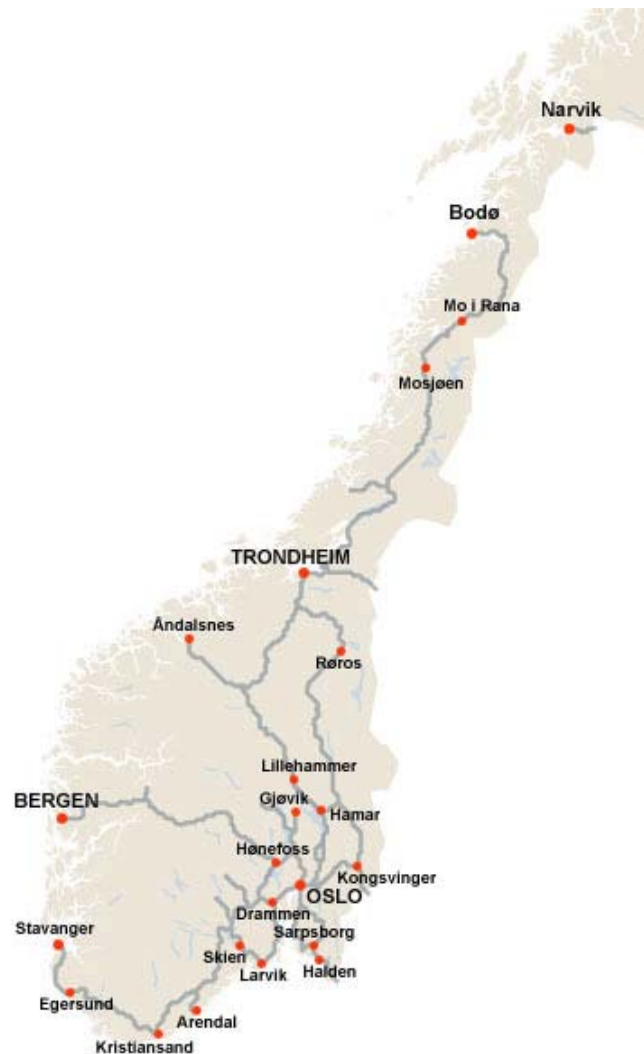 Narvik
Bodø
Mo i Rana
Mosjøen
TRONDHEIM
Åndalsnes
Røros
Lillehammer
BERGEN
Gjøvik
Hamar
Hønefoss
Kongsvinger
OSLO
Drammen
Stavanger
Sarpsborg
Skien
Larvik
Halden
Egersund
Arendal
Kristiansand